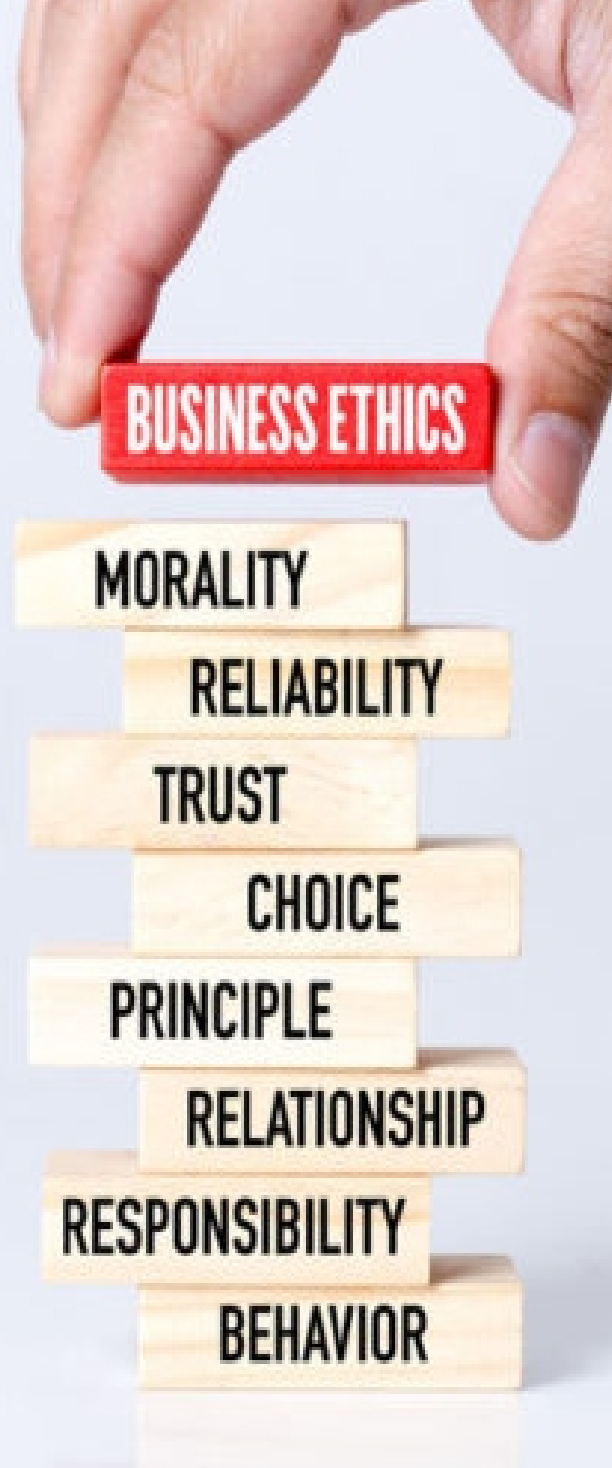 BUSINESS ETHICS
MORALITY
RELIABILITY
TRUST
CHOICE
PRINCIPLE
RELATIONSHIP
RESPONSIBILITY
BEHAVIOR